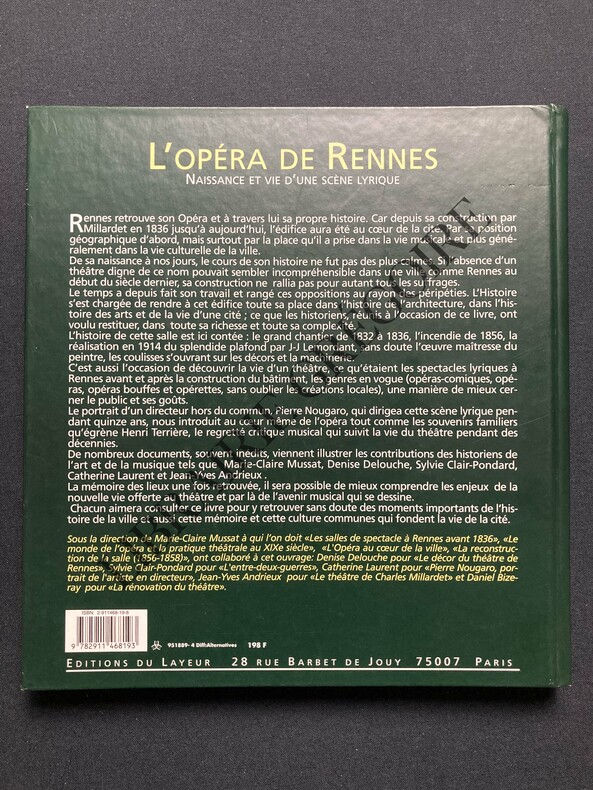 L'OPÉRA DE RENNES
NAISSANCE ET VIE D'UNE SCÈNE LYRIQUE
Rennes retrouve son Opéra et à travers lui sa propre histoire. Car depuis sa construction par
Millardet en 1836 jusqu'à aujourd'hui, l'édifice aura été au cœur de la cité. Par la position
géographique d'abord, mais surtout par la place qu'il a prise dans la vie musicale et plus géné-
ralement dans la vie culturelle de la ville.
De sa naissance à nos jours, le cours de son histoire ne fut pas des plus calmes. Si l'absence d'un
théâtre digne de ce nom pouvait sembler incompréhensible dans une ville comme Rennes au
début du siècle dernier, sa construction ne rallia pas pour autant tous les suffrages.
Le temps a depuis fait son travail et rangé ces oppositions au rayon des péripéties. L'Histoire
s'est chargée de rendre à cet édifice toute sa place dans l'histoire de l'architecture, dans l'his-
toire des arts et de la vie d'une cité ; ce que les historiens, réunis à l'occasion de ce livre, ont
voulu restituer, dans toute sa richesse et toute sa complexité.
L'histoire de cette salle est ici contée : le grand chantier de 1832 à 1836, l'incendie de 1856, la
réalisation en 1914 du splendide plafond par J-J Lemordant, sans doute l'œuvre maîtresse du
peintre, les coulisses s'ouvrant sur les décors et la machinerie.
C'est aussi l'occasion de découvrir la vie d'un théâtre, ce qu'étaient les spectacles lyriques à
Rennes avant et après la construction du bâtiment, les genres en vogue (opéras-comiques, opé-
ras, opéras bouffes et opérettes, sans oublier les créations locales), une manière de mieux cer-
ner le public et ses goûts.
Le portrait d'un directeur hors du commun, Pierre Nougaro, qui dirigea cette scène lyrique pen-
dant quinze ans, nous introduit au cœur même de l'opéra tout comme les souvenirs familiers
qu'égrène Henri Terrière, le regretté critique musical qui suivit la vie du théâtre pendant des
décennies.
De nombreux documents, souvent inédits, viennent illustrer les contributions des historiens de
l'art et de la musique tels que Marie-Claire Mussat, Denise Delouche, Sylvie Clair-Pondard,
Catherine Laurent et Jean-Yves Andrieux .
La mémoire des lieux une fois retrouvée, il sera possible de mieux comprendre les enjeux de la
nouvelle vie offerte au théâtre et par là de l'avenir musical qui se dessine.
Chacun aimera consulter ce livre pour y retrouver sans doute des moments importants de l'his-
toire de la ville car c'est cette mémoire et cette culture communes qui fondent la vie de la cité.
Sous la direction de Marie-Claire Mussat à qui l'on doit «Les salles de spectacle à Rennes avant 1836», «Le
monde de l'opéra et la pratique théâtrale au XIXe siècle», «L'Opéra au cœur de la ville», «La reconstruc-
tion de la salle (1856-1858)», ont collaboré à cet ouvrage: Denise Delouche pour «Le décor du théâtre de
Rennes», Sylvie Clair-Pondard pour «L'entre-deux-guerres», Catherine Laurent pour «Pierre Nougaro, por-
trait de l'artiste en directeur», Jean-Yves Andrieux pour «Le théâtre de Charles Millardet» et Daniel Bize-
ray pour «La rénovation du théâtre».
ISBN: 2-911468-19-8
9 782911 468193
951889- 4 Diff:Alternatives 198 F
EDITIONS DU LAYEUR 28 RUE BARBET DE JOUY 75007 PARIS
LIBRAIRIE GREGOIRE